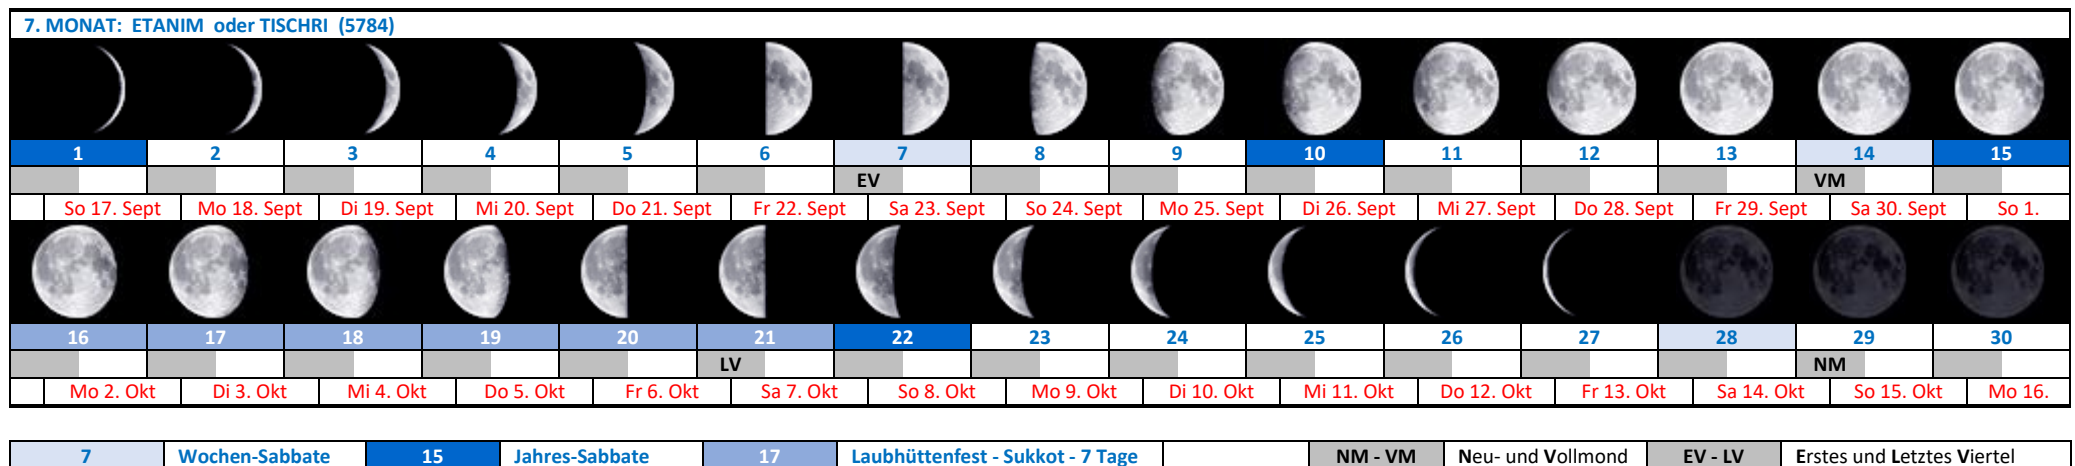 7. MONAT: ETANIM oder TISCHRI (5784)
1 2 3 4 5 6 7 8 9 10 11 12 13 14 15
EV VM
So 17. Sept Mo 18. Sept Di 19. Sept Mi 20. Sept Do 21. Sept Fr 22. Sept Sa 23. Sept So 24. Sept Mo 25. Sept Di 26. Sept Mi 27. Sept Do 28. Sept Fr 29. Sept Sa 30. Sept So 1.
16 17 18 19 20 21 22 23 24 25 26 27 28 29 30
LV NM
Mo 2. Okt Di 3. Okt Mi 4. Okt Do 5. Okt Fr 6. Okt Sa 7. Okt So 8. Okt Mo 9. Okt Di 10. Okt Mi 11. Okt Do 12. Okt Fr 13. Okt Sa 14. Okt So 15. Okt Mo 16.
7 Wochen-Sabbate 15 Jahres-Sabbate 17 Laubhüttenfest - Sukkot - 7 Tage NM - VM Neu- und Vollmond EV - LV Erstes und Letztes Viertel